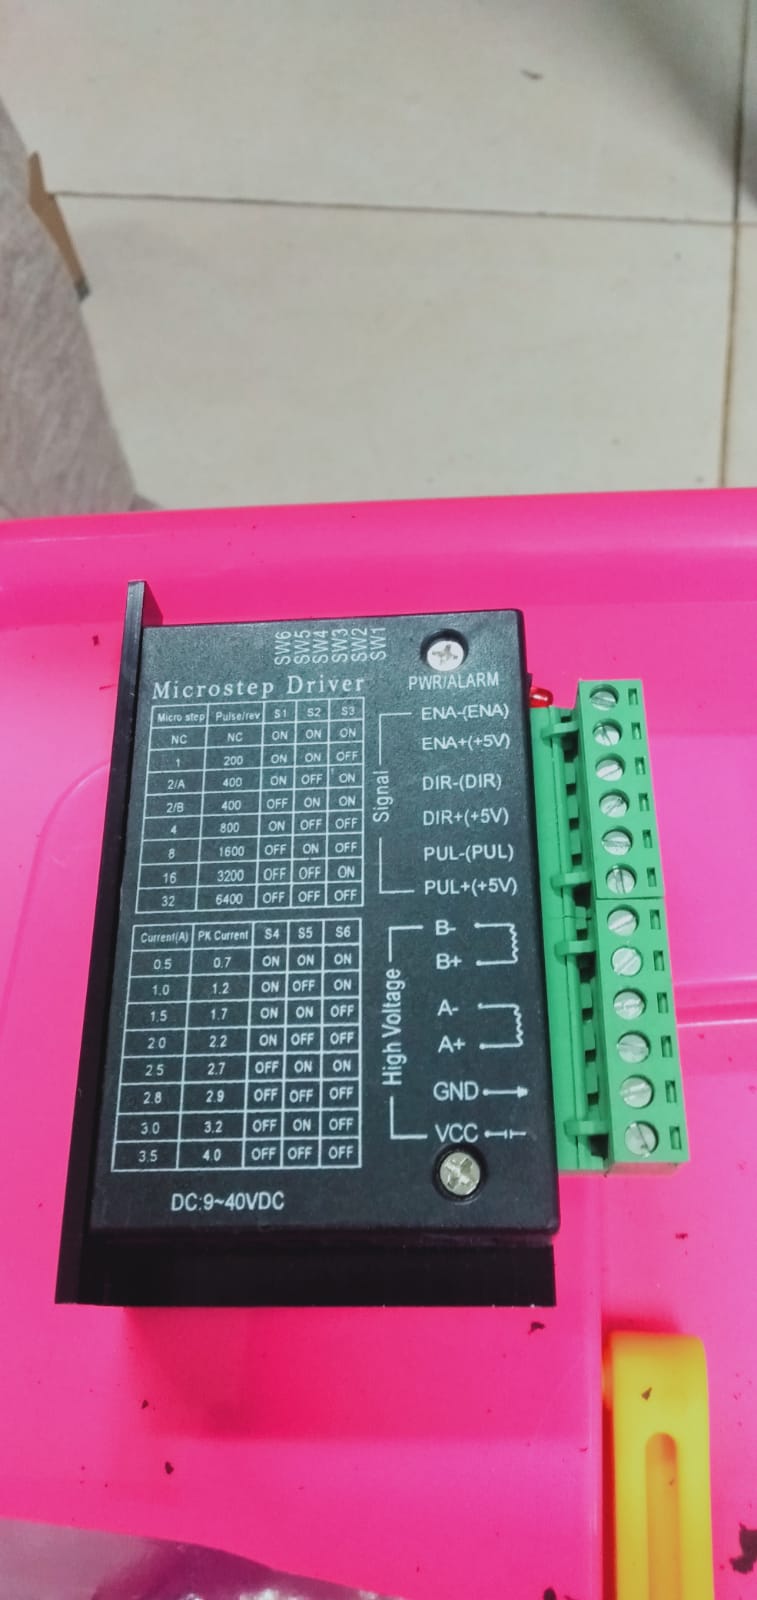 SW6
SW5
SW4
SW3
SW2
SW1
Microstep Driver
Micro step Pulse/rev S1 S2 S3
NC NC ON ON ON
1 200 ON ON OFF
2/A 400 ON OFF ON
2/B 400 OFF ON ON
4 800 ON OFF OFF
8 1600 OFF ON OFF
16 3200 OFF OFF ON
32 6400 OFF OFF OFF
Current(A) PK Current S4 S5 S6
0.5 0.7 ON ON ON
1.0 1.2 ON OFF ON
1.5 1.7 ON ON OFF
2.0 2.2 ON OFF OFF
2.5 2.7 OFF ON ON
2.8 2.9 OFF OFF ON
3.0 3.2 OFF ON OFF
3.5 4.0 OFF OFF OFF
DC:9~40VDC
PWR/ALARM
Signal
ENA-(ENA)
ENA+(+5V)
DIR-(DIR)
DIR+(+5V)
PUL-(PUL)
PUL+(+5V)
High Voltage
B-
B+
A-
A+
GND
VCC